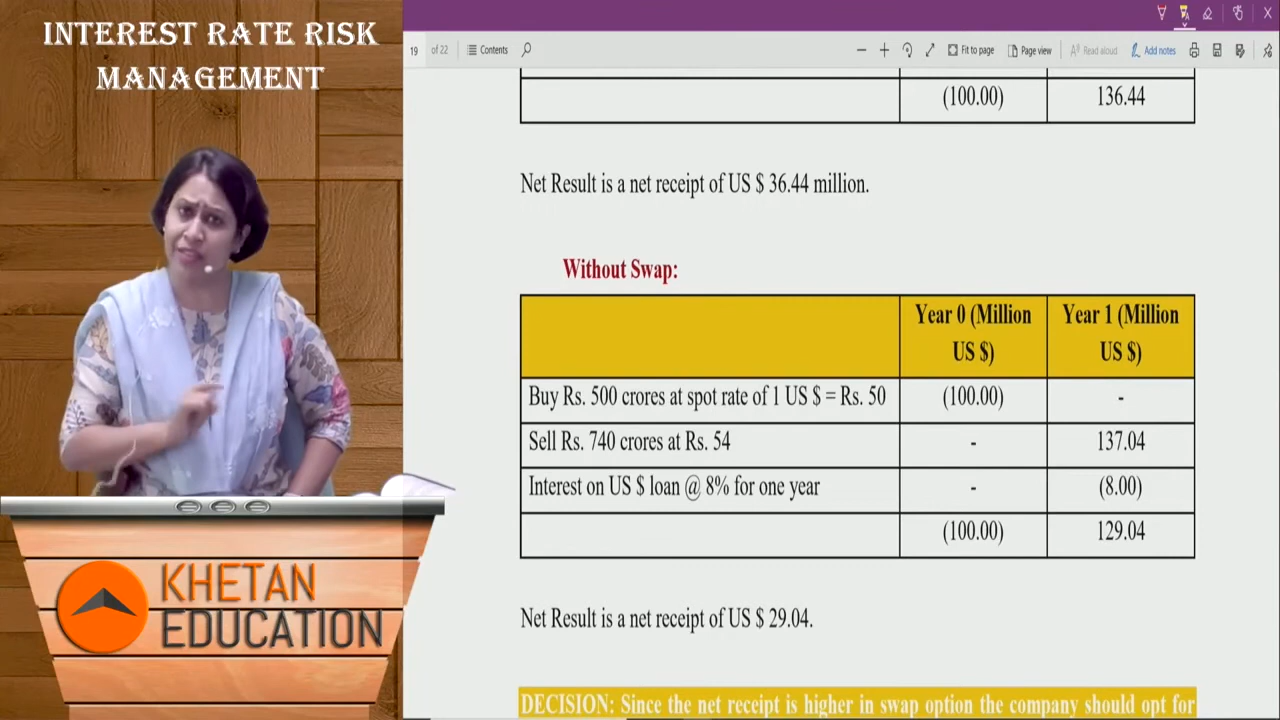 INTEREST RATE RISK
MANAGEMENT
19 of 22 Contents Fit to page Page view Read aloud Add notes
(100.00) 136.44
Net Result is a net receipt of US $ 36.44 million.
Without Swap:
Year 0 (Million US $) Year 1 (Million US $)
Buy Rs. 500 crores at spot rate of 1 US $ = Rs. 50 (100.00) -
Sell Rs. 740 crores at Rs. 54 - 137.04
Interest on US $ loan @ 8% for one year - (8.00)
(100.00) 129.04
Net Result is a net receipt of US $ 29.04.
DECISION: Since the net receipt is higher in swap option the company should opt for
KHETAN
EDUCATION